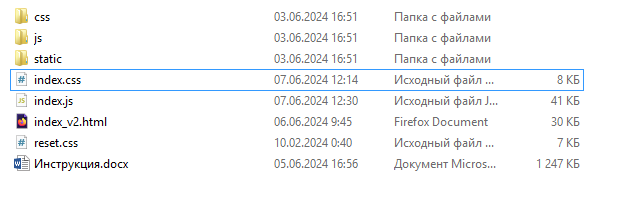 css 03.06.2024 16:51 Папка с файлами
js 03.06.2024 16:51 Папка с файлами
static 03.06.2024 16:51 Папка с файлами
index.css 07.06.2024 12:14 Исходный файл ... 8 КБ
index.js 07.06.2024 12:30 Исходный файл J... 41 КБ
index_v2.html 06.06.2024 9:45 Firefox Document 30 КБ
reset.css 10.02.2024 0:40 Исходный файл ... 7 КБ
Инструкция.docx 05.06.2024 16:56 Документ Micros... 1 247 КБ